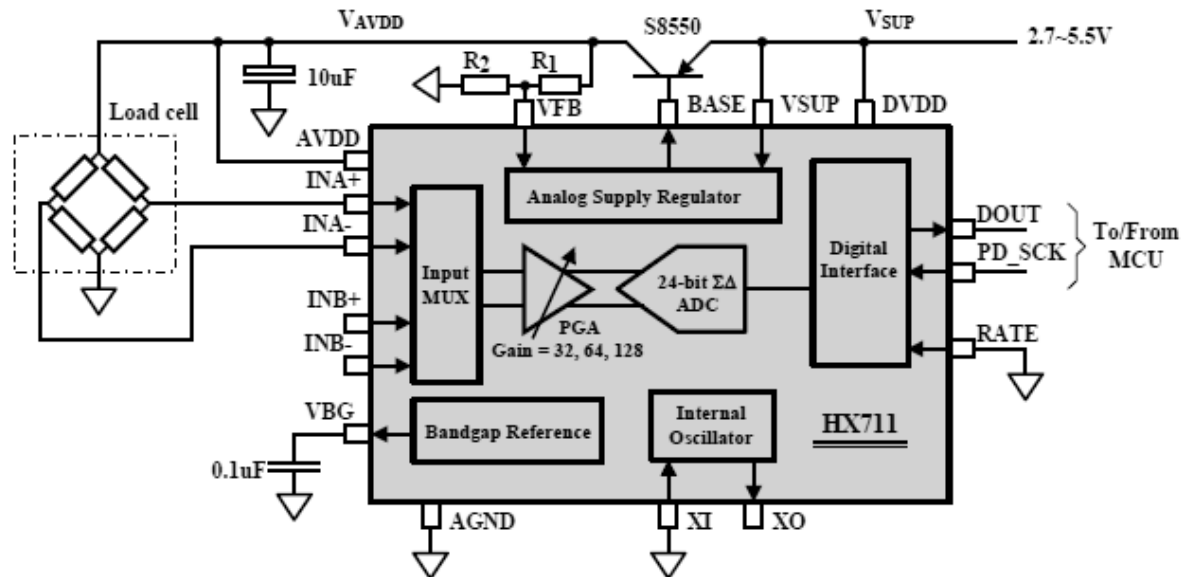 V_AVDD
S8550
V_SUP
2.7~5.5V
10uF
R2
R1
Load cell
VFB
BASE
VSUP
DVDD
AVDD
INA+
INA-
INB+
INB-
VBG
0.1uF
Analog Supply Regulator
Input
MUX
PGA
Gain = 32, 64, 128
24-bit ΣΔ
ADC
Digital
Interface
DOUT
PD_SCK
To/From
MCU
RATE
Bandgap Reference
Internal
Oscillator
HX711
AGND
XI
XO